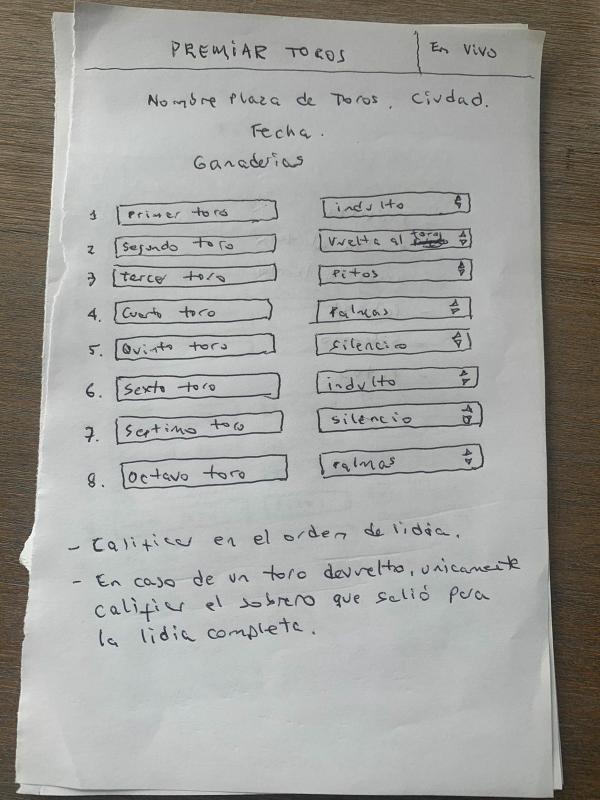 PREMIAR TOROS
En vivo
Nombre Plaza de Toros, Ciudad.
Fecha.
Ganaderias
1 Primer toro indulto
2 Segundo toro Vuelta al toro
3 tercer toro Pitos
4. Cuarto toro Palmas
5. Quinto toro Silencio
6. Sexto toro indulto
7. Septimo toro silencio
8. Octavo toro Palmas
- Calificar en el orden de lidia.
- En caso de un toro devuelto, unicamente
calificar el sobrero que salió para
la lidia completa.